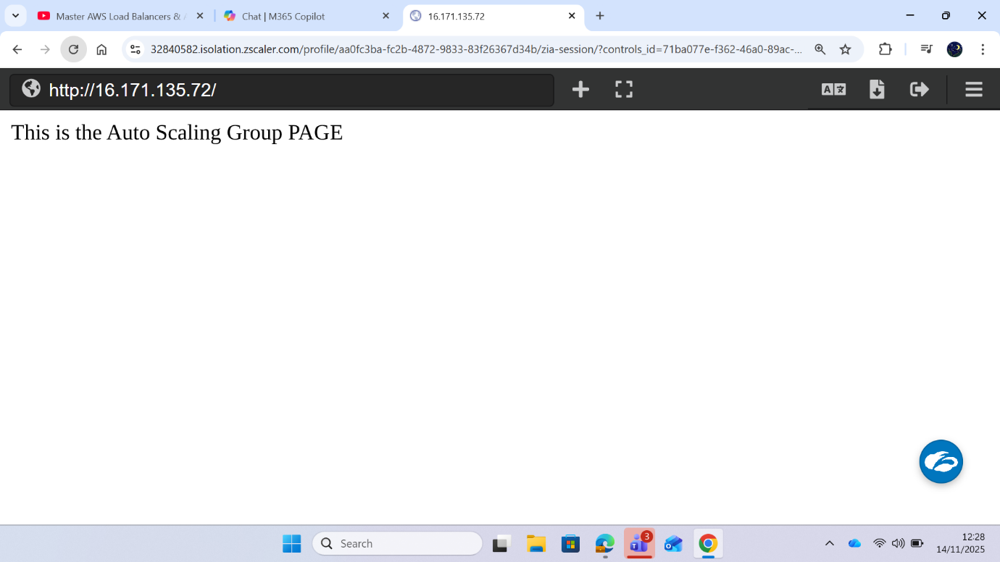 Master AWS Load Balancers &
Chat | M365 Copilot
16.171.135.72
32840582.isolation.zscaler.com/profile/aa0fc3ba-fc2b-4872-9833-83f26367d34b/zia-session/?controls_id=71ba077e-f362-46a0-89ac-...
http://16.171.135.72/
A
This is the Auto Scaling Group PAGE
Search
3
T
12:28
14/11/2025